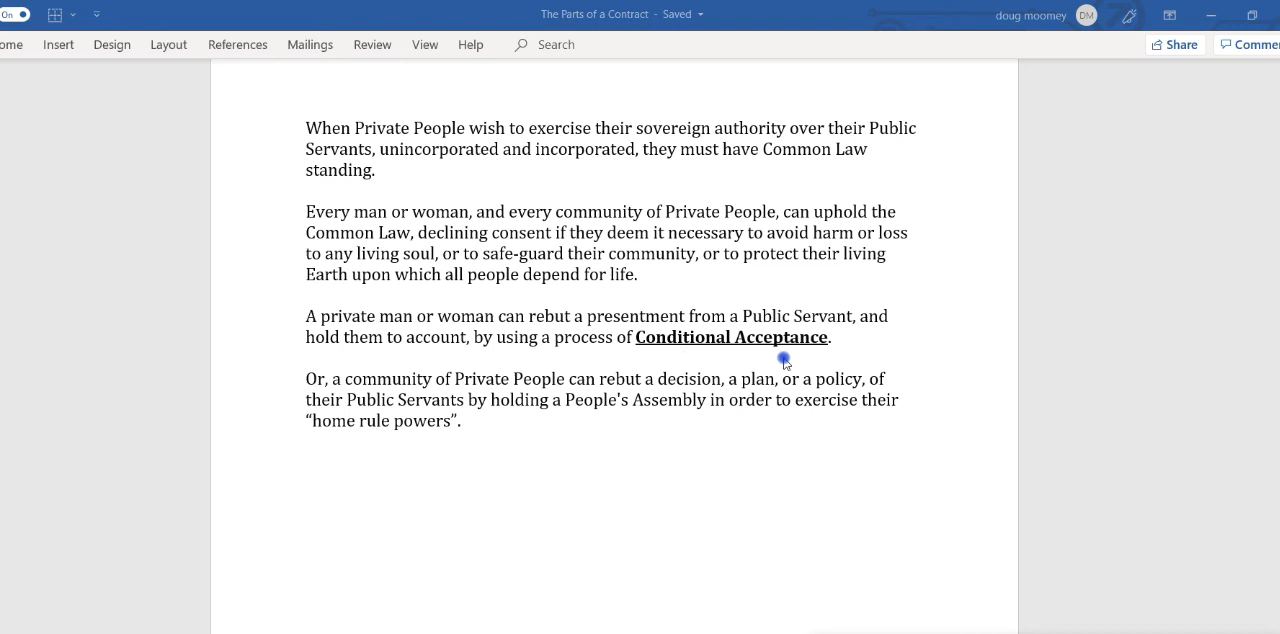 On
The Parts of a Contract - Saved
doug moomey DM
ome Insert Design Layout References Mailings Review View Help Search Share Comme
When Private People wish to exercise their sovereign authority over their Public
Servants, unincorporated and incorporated, they must have Common Law
standing.
Every man or woman, and every community of Private People, can uphold the
Common Law, declining consent if they deem it necessary to avoid harm or loss
to any living soul, or to safe-guard their community, or to protect their living
Earth upon which all people depend for life.
A private man or woman can rebut a presentment from a Public Servant, and
hold them to account, by using a process of Conditional Acceptance.
Or, a community of Private People can rebut a decision, a plan, or a policy, of
their Public Servants by holding a People's Assembly in order to exercise their
“home rule powers”.